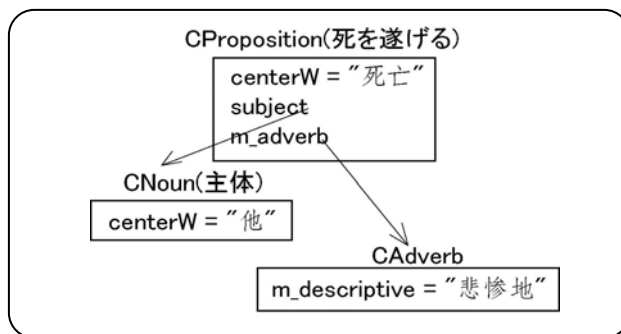 CProposition(死を遂げる)
centerW = "死亡"
subject
m_adverb
CNoun(主体)
centerW = "他"
CAdverb
m_descriptive = "悲惨地"